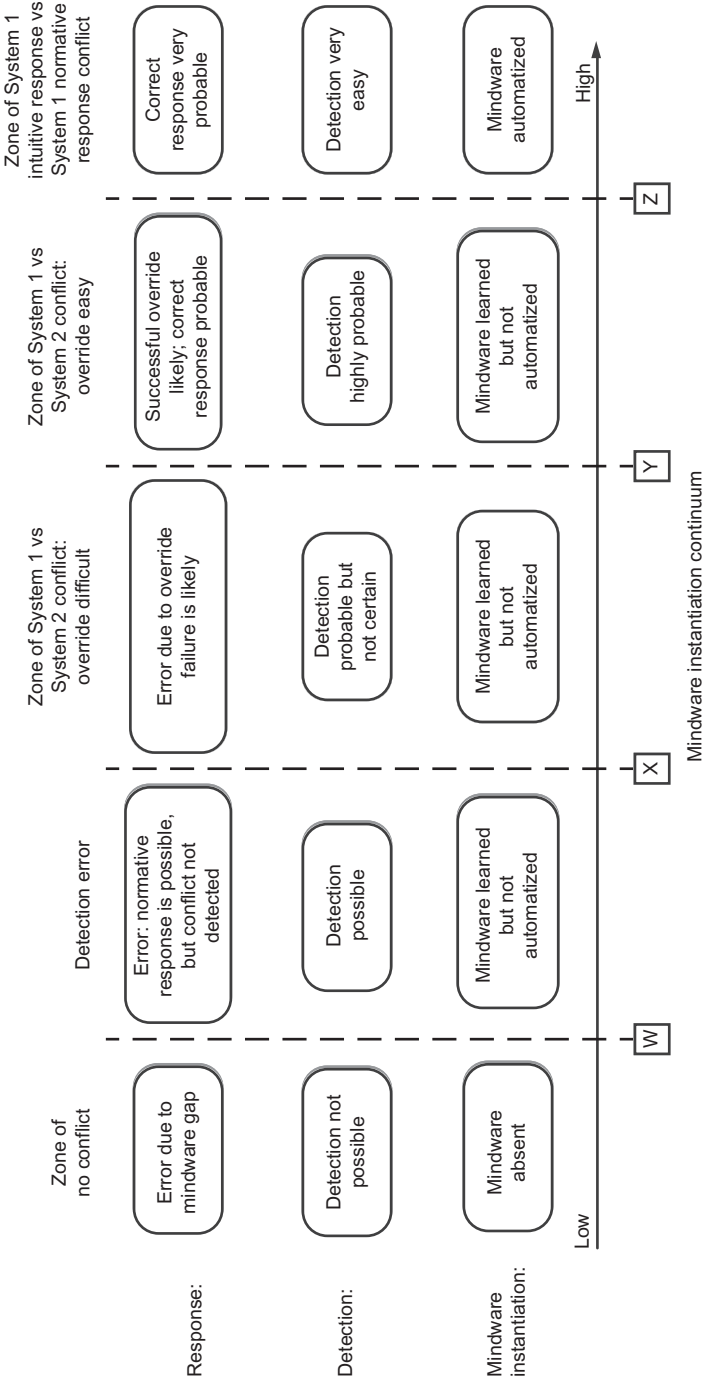 Zone of
no conflict
Detection error
Zone of System 1 vs
System 2 conflict:
override difficult
Zone of System 1 vs
System 2 conflict:
override easy
Zone of System 1
intuitive response vs
System 1 normative
response conflict
Response:
Error due to
mindware gap
Error: normative
response is possible,
but conflict not
detected
Error due to override
failure is likely
Successful override
likely; correct
response probable
Correct
response very
probable
Detection:
Detection not
possible
Detection
possible
Detection
probable but
not certain
Detection
highly probable
Detection very
easy
Mindware
instantiation:
Mindware
absent
Mindware learned
but not
automatized
Mindware learned
but not
automatized
Mindware learned
but not
automatized
Mindware
automatized
Low
High
W
X
Y
Z
Mindware instantiation continuum